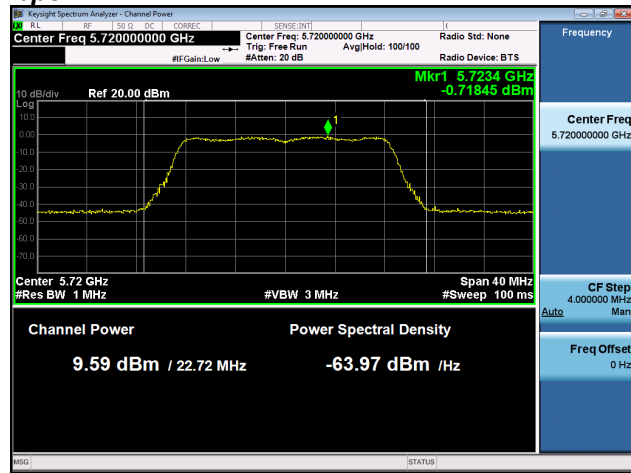 Keysight Spectrum Analyzer - Channel Power
RL RF 50 Ω DC CORREC SENSE:INT
Center Freq 5.720000000 GHz
Center Freq: 5.720000000 GHz Radio Std: None
Trig: Free Run Avg|Hold: 100/100
#IFGain:Low #Atten: 20 dB Radio Device: BTS
Mkr1 5.7234 GHz
10 dB/div Ref 20.00 dBm -0.71845 dBm
Log
10.0
0.00
-10.0
-20.0
-30.0
-40.0
-50.0
-60.0
-70.0
1
Center 5.72 GHz Span 40 MHz
#Res BW 1 MHz #VBW 3 MHz #Sweep 100 ms
Channel Power Power Spectral Density
9.59 dBm / 22.72 MHz -63.97 dBm /Hz
MSG STATUS
Frequency
Center Freq
5.720000000 GHz
CF Step
4.000000 MHz
Auto Man
Freq Offset
0 Hz